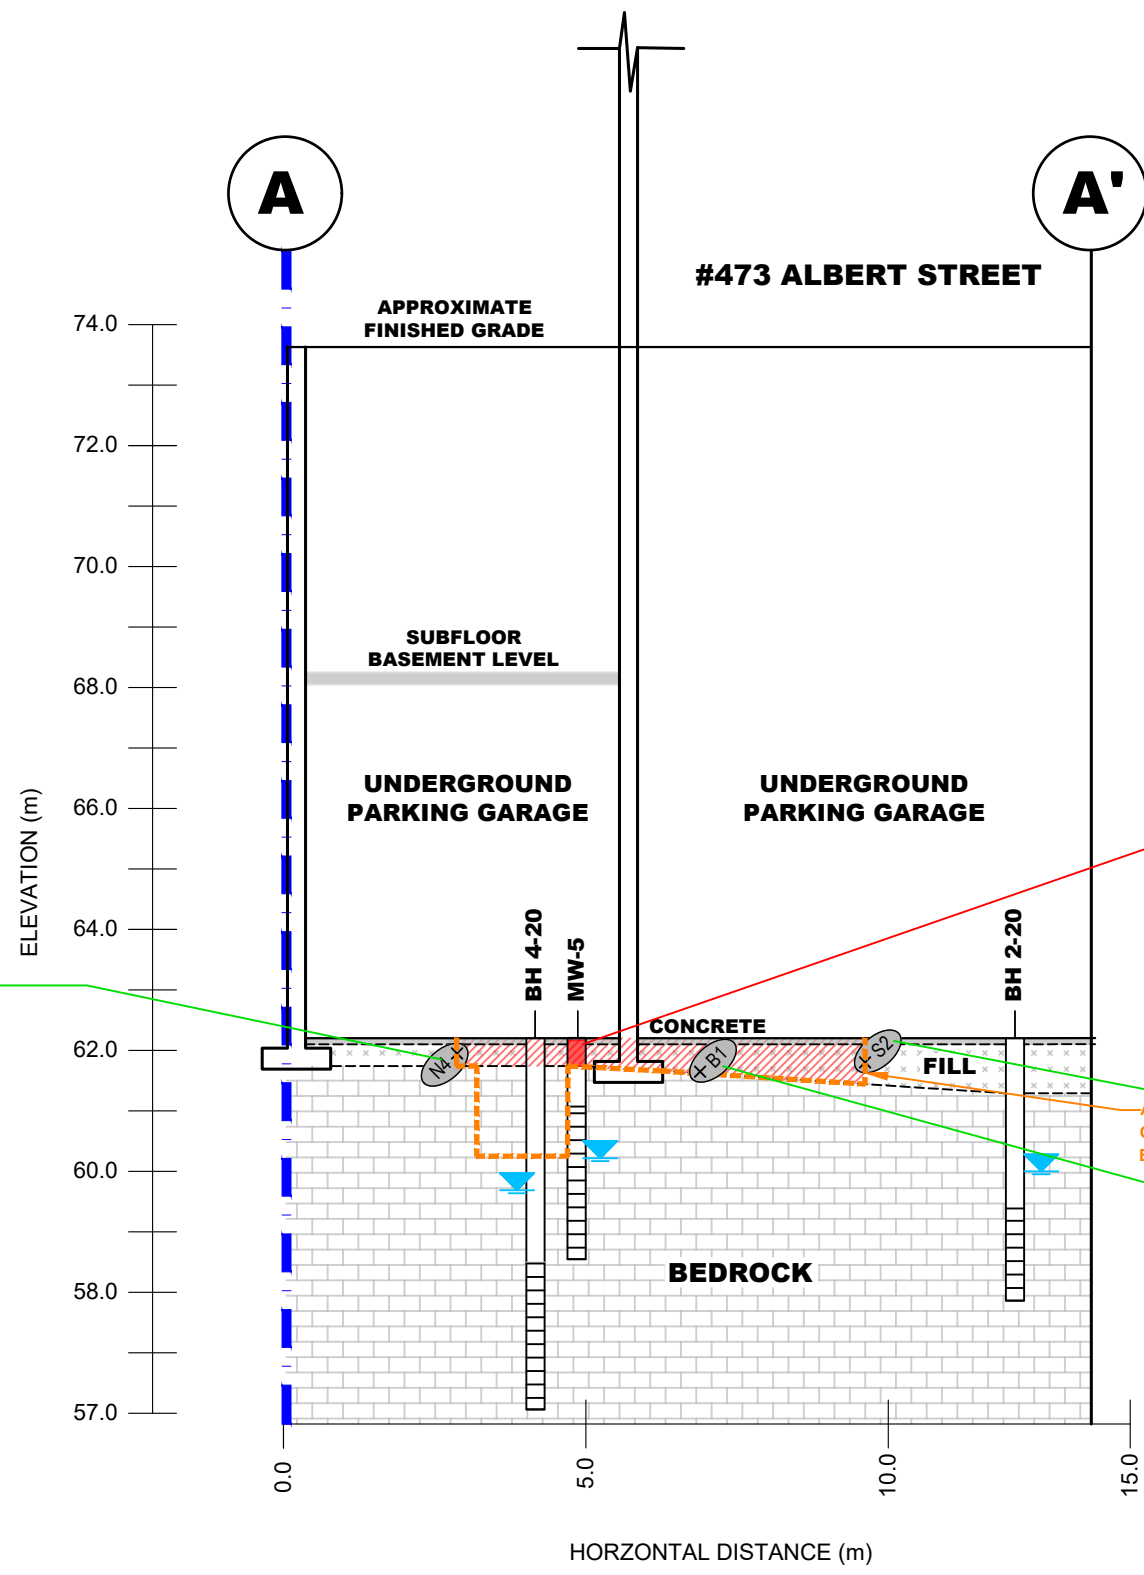 A
A'
#473 ALBERT STREET
APPROXIMATE
FINISHED GRADE
74.0
72.0
70.0
SUBFLOOR
BASEMENT LEVEL
68.0
UNDERGROUND
PARKING GARAGE
UNDERGROUND
PARKING GARAGE
66.0
ELEVATION (m)
64.0
BH 4-20
MW-5
BH 2-20
CONCRETE
62.0
N4
B1
S2
FILL
60.0
BEDROCK
58.0
57.0
0.0
5.0
10.0
15.0
HORZONTAL DISTANCE (m)